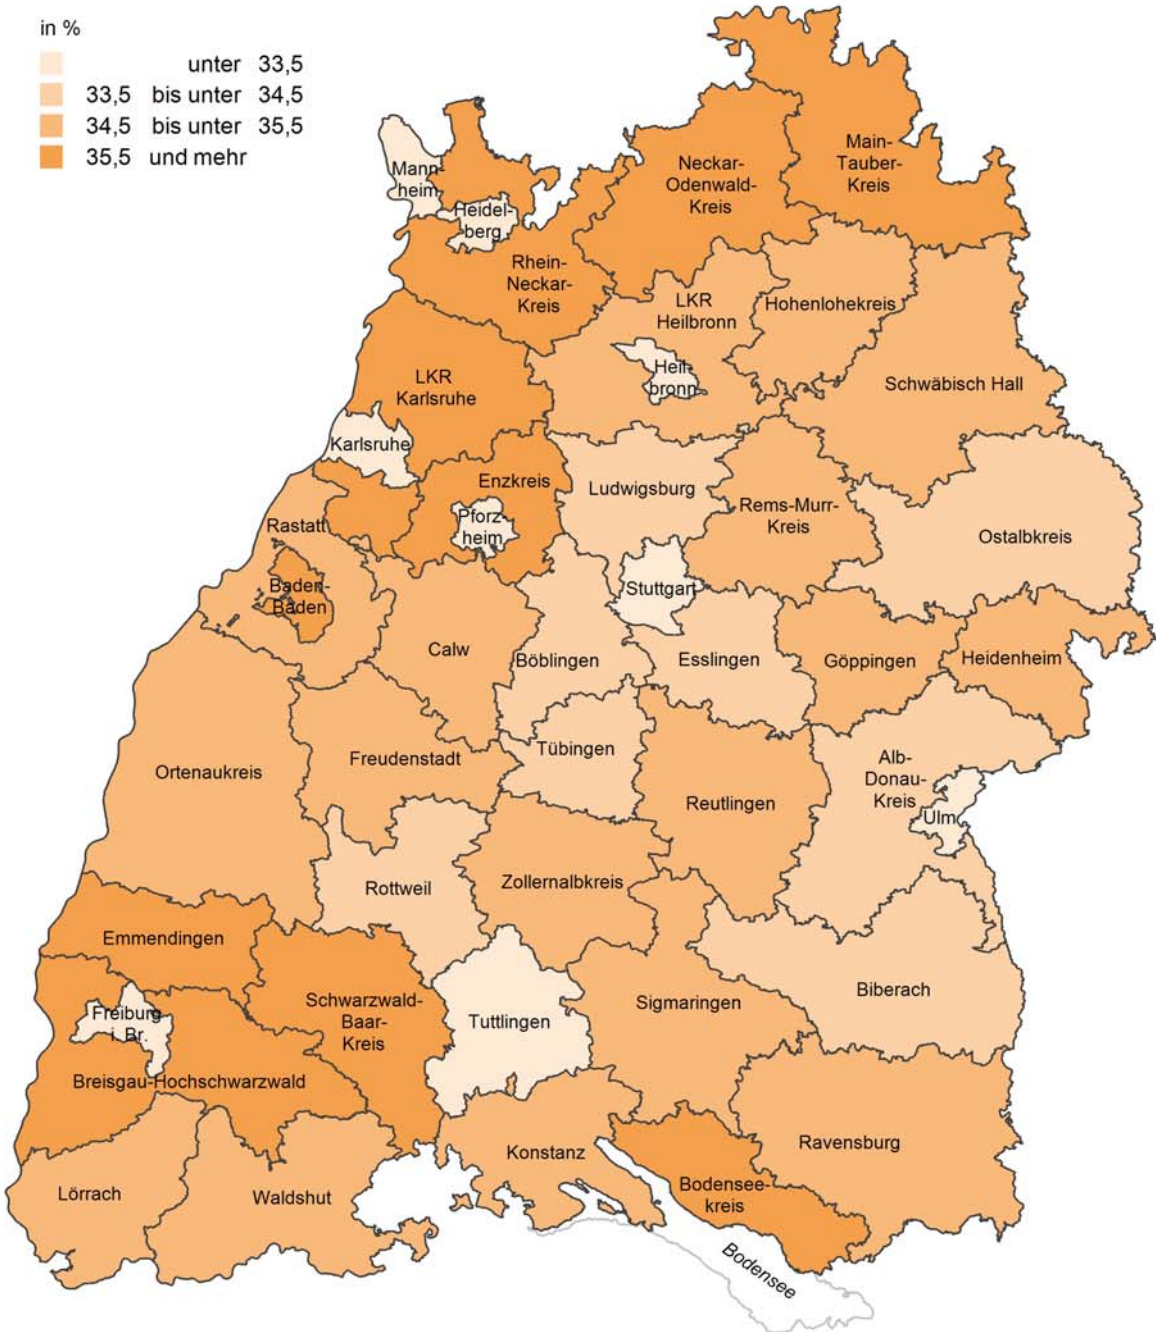 in %
unter 33,5
33,5 bis unter 34,5
34,5 bis unter 35,5
35,5 und mehr
Mann-
heim
Heidel-
berg
Rhein-
Neckar-
Kreis
Neckar-
Odenwald-
Kreis
Main-
Tauber-
Kreis
LKR
Heilbronn
Hohenlohekreis
Heil-
bronn
Schwäbisch Hall
LKR
Karlsruhe
Karlsruhe
Enzkreis
Pforz-
heim
Ludwigsburg
Rems-Murr-
Kreis
Ostalbkreis
Rastatt
Baden-
Baden
Stuttgart
Calw
Böblingen
Esslingen
Göppingen
Heidenheim
Ortenaukreis
Freudenstadt
Tübingen
Reutlingen
Alb-
Donau-
Kreis
Ulm
Rottweil
Zollernalbkreis
Emmendingen
Freiburg
i. Br.
Schwarzwald-
Baar-
Kreis
Tuttlingen
Sigmaringen
Biberach
Breisgau-Hochschwarzwald
Lörrach
Waldshut
Konstanz
Ravensburg
Bodensee-
kreis
Bodensee